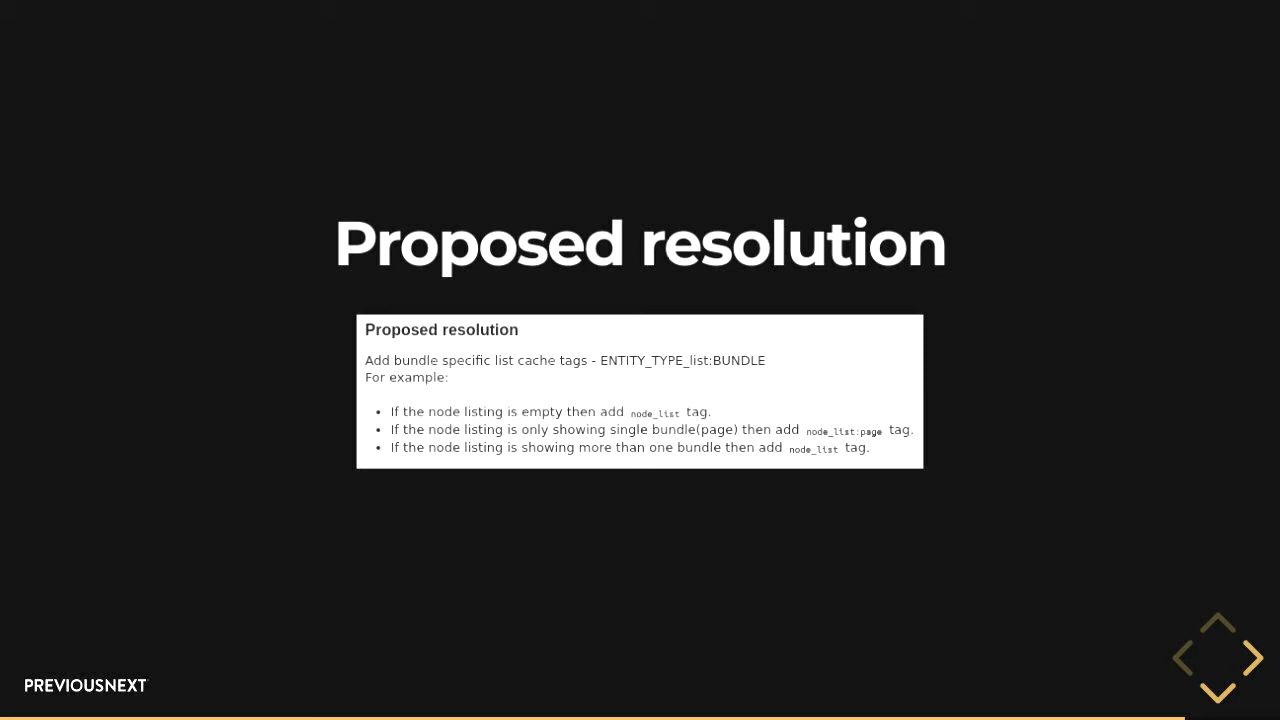 Proposed resolution
Proposed resolution
Add bundle specific list cache tags - ENTITY_TYPE_list:BUNDLE
For example:
• If the node listing is empty then add node_list tag.
• If the node listing is only showing single bundle(page) then add node_list:page tag.
• If the node listing is showing more than one bundle then add node_list tag.
PREVIOUSNEXT